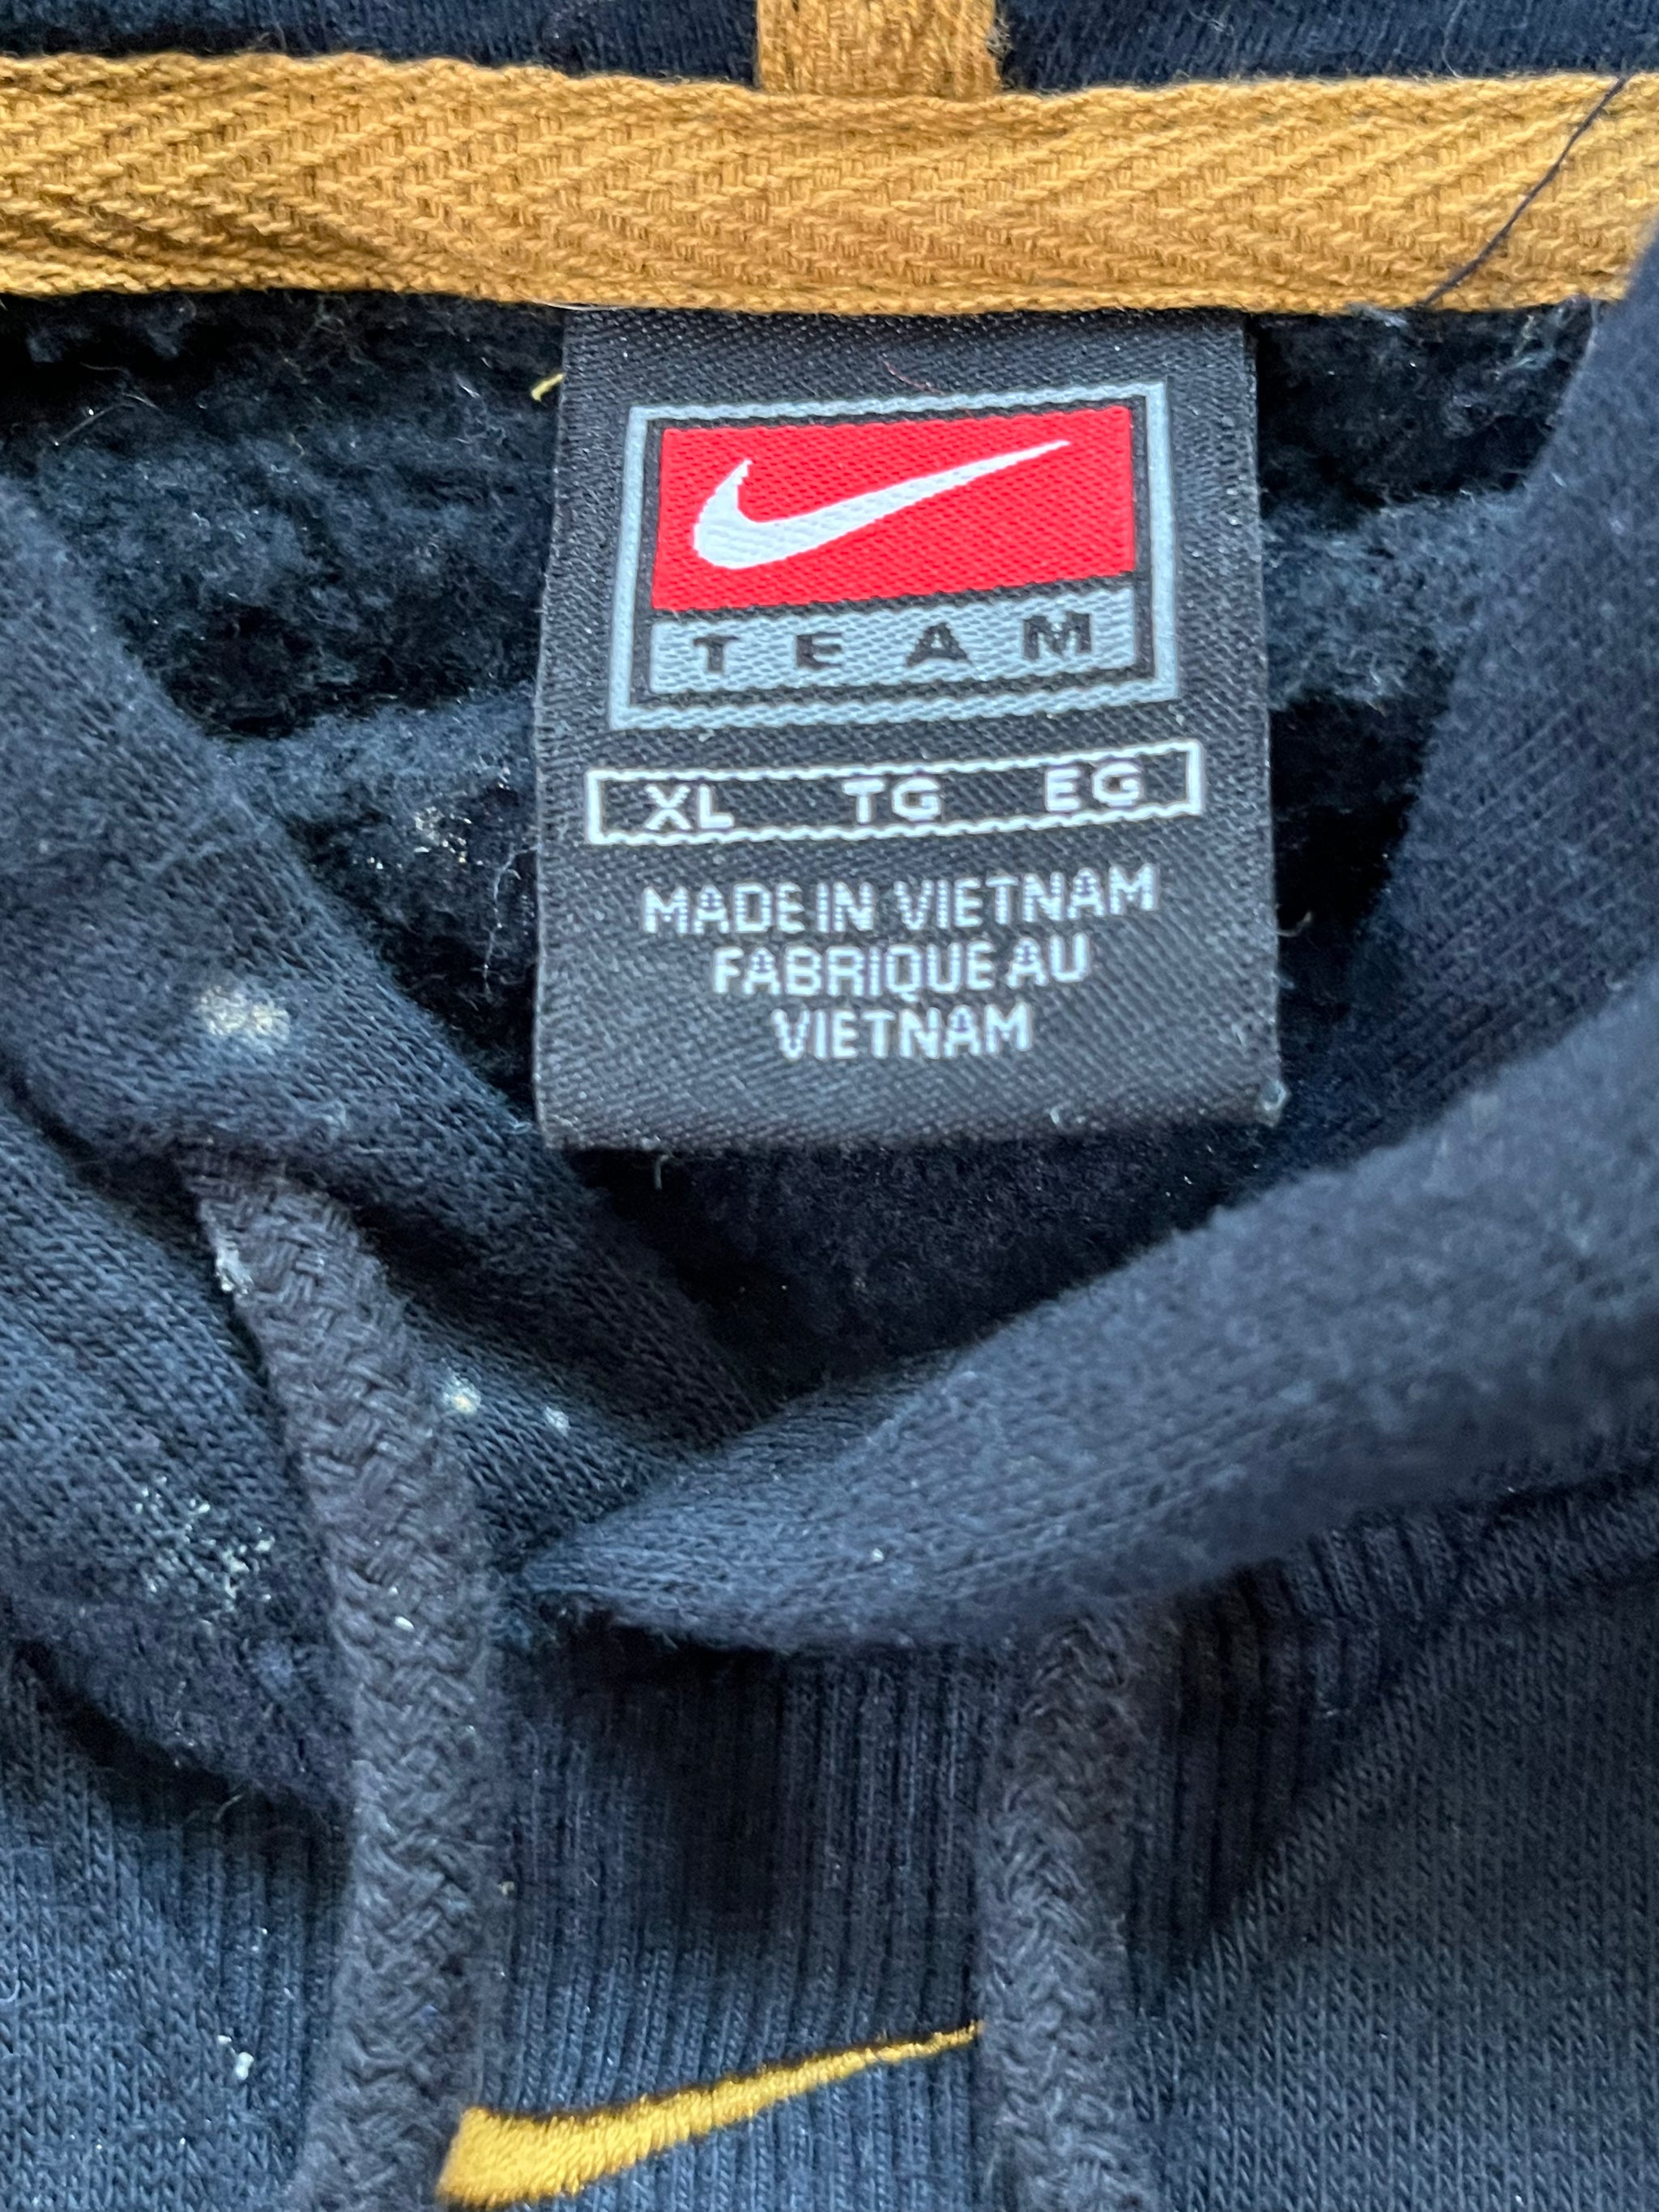 TEAM
XL TG EG
MADE IN VIETNAM
FABRIQUE AU
VIETNAM